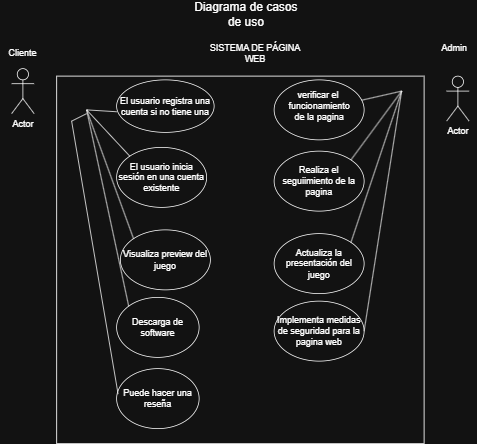 Diagrama de casos
de uso
SISTEMA DE PÁGINA
WEB
Cliente
Actor
Admin
Actor
El usuario registra una
cuenta si no tiene una
El usuario inicia
sesión en una cuenta
existente
Visualiza preview del
juego
Descarga de
software
Puede hacer una
reseña
verificar el
funcionamiento
de la pagina
Realiza el
seguiimiento de la
pagina
Actualiza la
presentación del
juego
Implementa medidas
de seguridad para la
pagina web